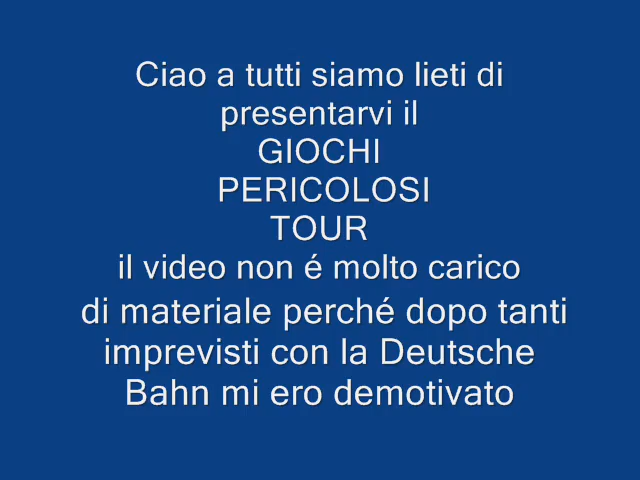 Ciao a tutti siamo lieti di
presentarvi il
GIOCHI
PERICOLOSI
TOUR
il video non é molto carico
di materiale perché dopo tanti
imprevisti con la Deutsche
Bahn mi ero demotivato